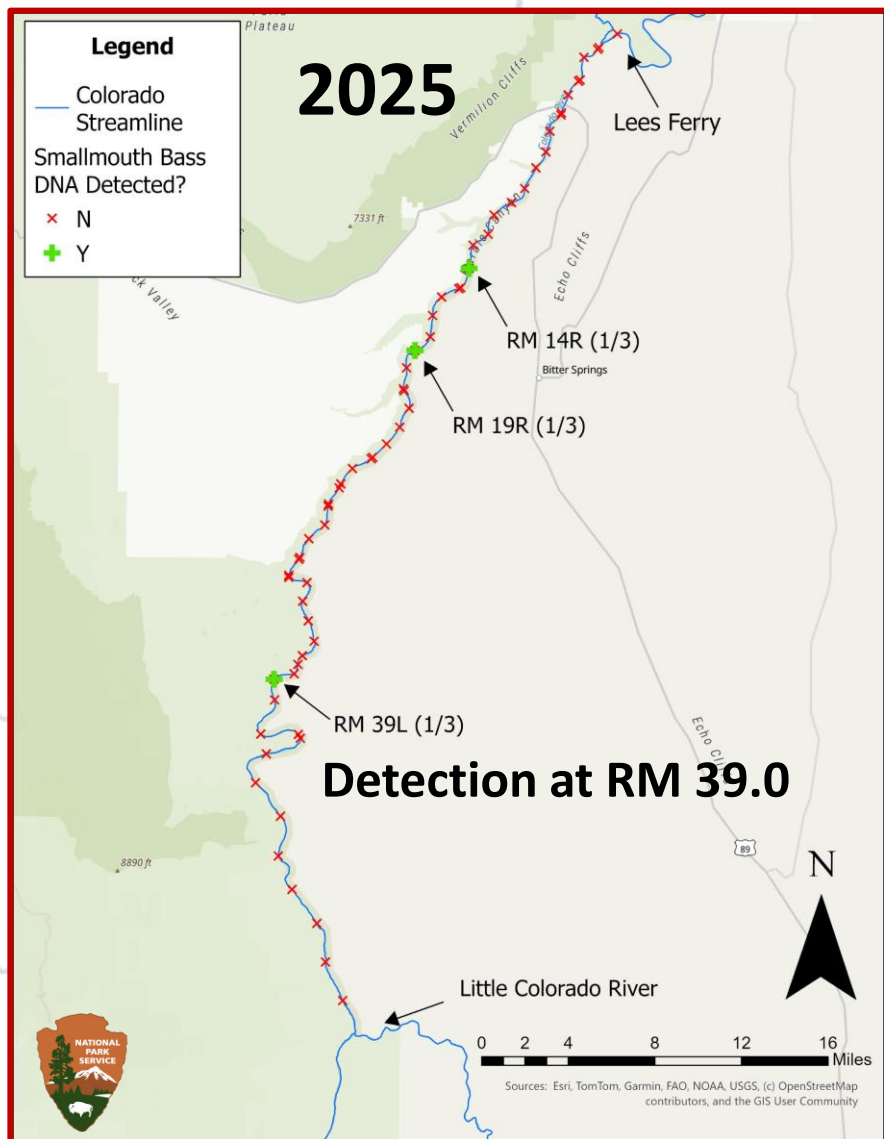 Plateau
Legend
Colorado
Streamline
Smallmouth Bass
DNA Detected?
N
Y
2025
Vermilion Cliffs
Lees Ferry
7331 ft
Echo Cliffs
RM 14R (1/3)
Bitter Springs
RM 19R (1/3)
RM 39L (1/3)
Detection at RM 39.0
89
N
8890 ft
Little Colorado River
0 2 4 8 12 16
Miles
NATIONAL
PARK
SERVICE
Sources: Esri, TomTom, Garmin, FAO, NOAA, USGS, (c) OpenStreetMap
contributors, and the GIS User Community